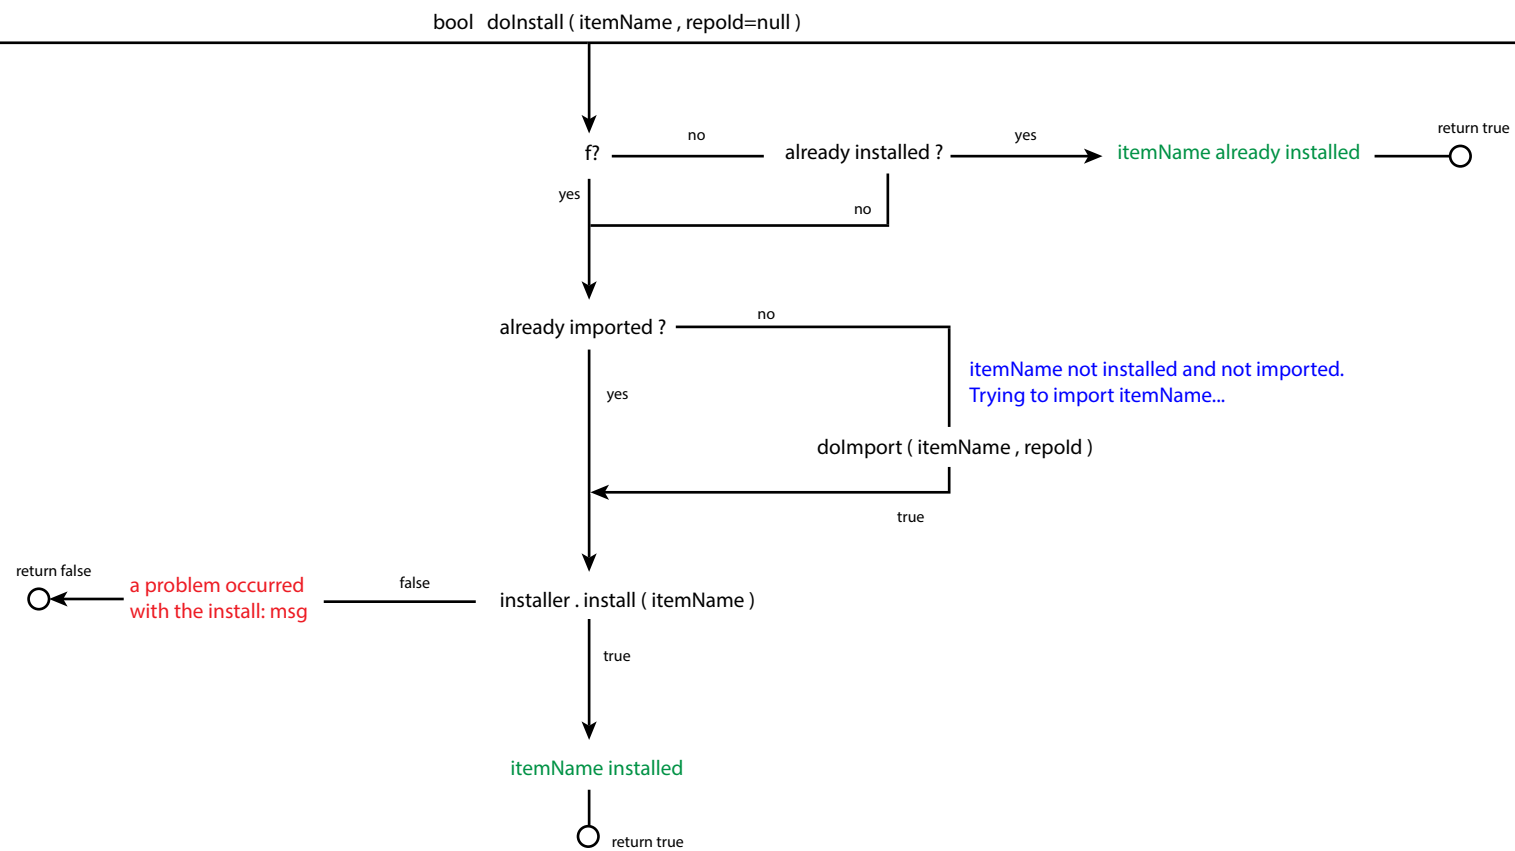 bool doInstall ( itemName , repoId=null )
return true
f?
no
already installed ?
yes
itemName already installed
yes
no
already imported ?
no
itemName not installed and not imported.
Trying to import itemName...
yes
doImport ( itemName , repoId )
true
return false
a problem occurred
with the install: msg
false
installer . install ( itemName )
true
itemName installed
return true